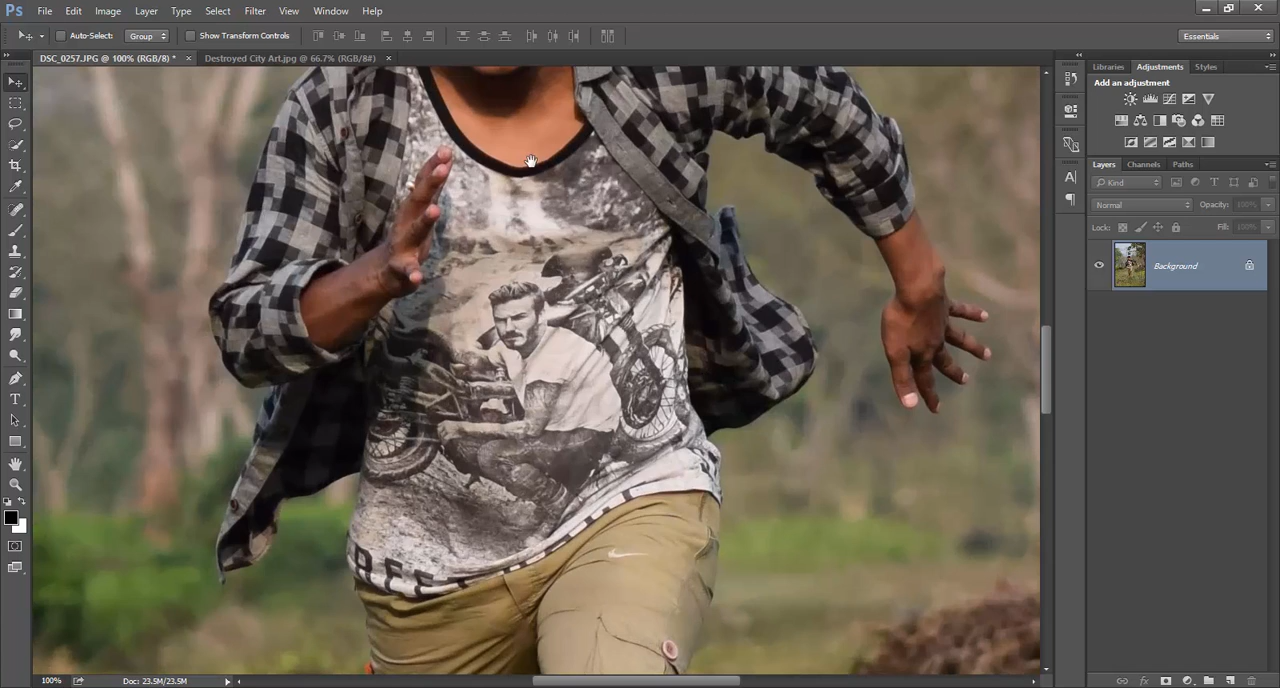 Ps File Edit Image Layer Type Select Filter View Window Help
Auto-Select: Group Show Transform Controls Essentials
DSC_0257.JPG @ 100% (RGB/8) * × Destroyed City Art.jpg @ 66.7% (RGB/8#) ×
Libraries Adjustments Styles
Add an adjustment
Layers Channels Paths
Kind
Normal Opacity: 100%
Lock: Fill: 100%
Background
100% Doc: 23.5M/23.5M